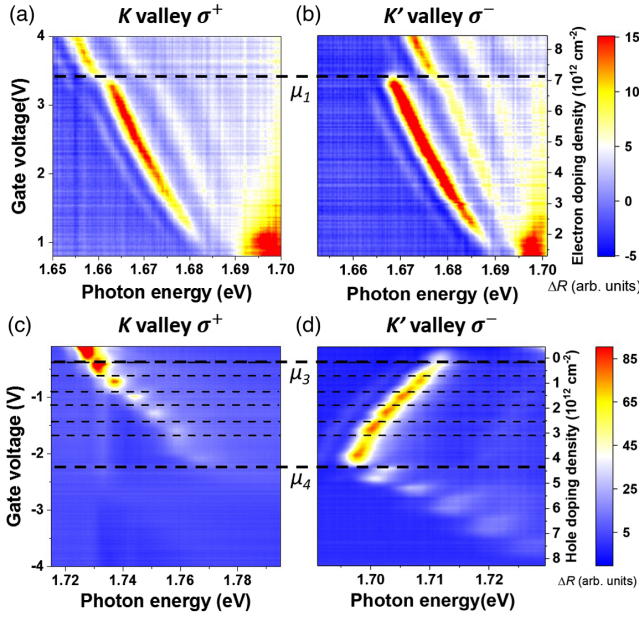 (a) K valley σ⁺
(b) K’ valley σ⁻
Gate voltage(V)
4
3
2
1
1.65 1.66 1.67 1.68 1.69 1.70
Photon energy (eV)
μ₁
1.66 1.67 1.68 1.69 1.70
Photon energy (eV)
8
7
6
5
4
3
2
Electron doping density (10¹² cm⁻²)
15
10
5
0
-5
ΔR (arb. units)
(c) K valley σ⁺
(d) K’ valley σ⁻
Gate voltage (V)
-1
-2
-3
-4
1.72 1.74 1.76 1.78
Photon energy (eV)
μ₃
μ₄
1.70 1.71 1.72
Photon energy(eV)
0
1
2
3
4
5
6
7
8
Hole doping density (10¹² cm⁻²)
85
65
45
25
5
ΔR (arb. units)